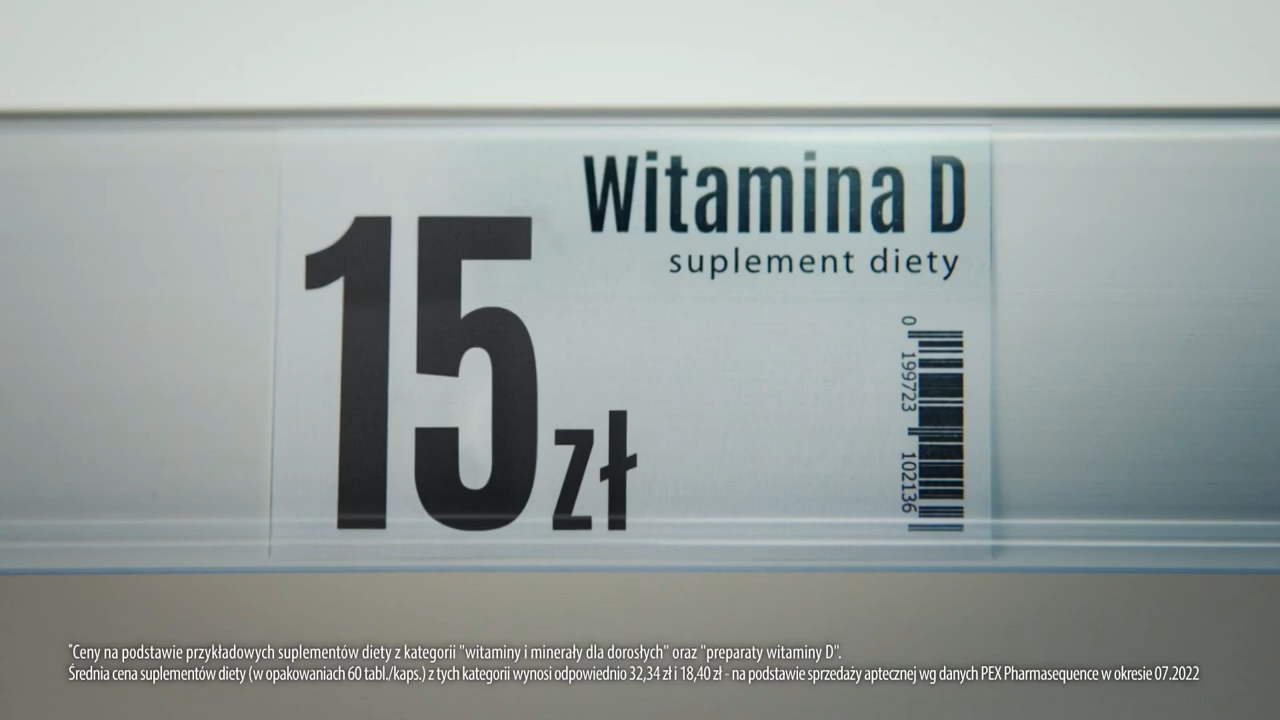 Witamina D
suplement diety
15 zł
0 199723 102136
*Ceny na podstawie przykładowych suplementów diety z kategorii "witaminy i minerały dla dorosłych" oraz "preparaty witaminy D".
Średnia cena suplementów diety (w opakowaniach 60 tabl./kaps.) z tych kategorii wynosi odpowiednio 32,34 zł i 18,40 zł - na podstawie sprzedaży aptecznej wg danych PEX Pharmasequence w okresie 07.2022